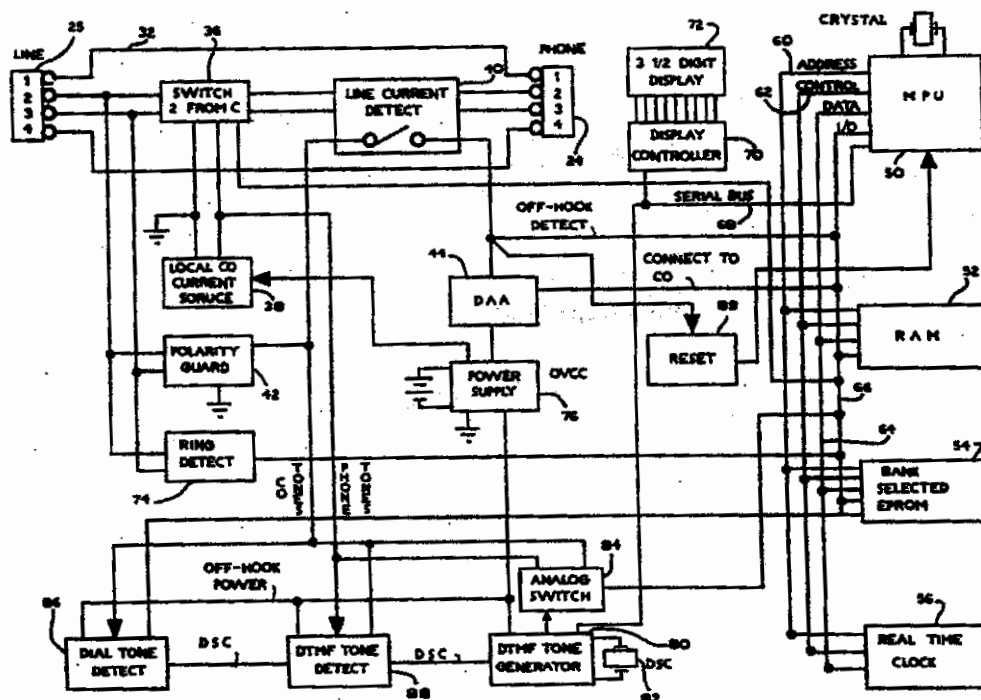 CRYSTAL
LINE
25
32
36
PHONE
72
60
ADDRESS
1
2
3
4
SWITCH
2 FROM C
LINE CURRENT
DETECT
40
1
2
3
4
24
3 1/2 DIGIT
DISPLAY
CONTROL
62
DATA
I/O
MPU
50
DISPLAY
CONTROLLER
70
SERIAL BUS
68
OFF-HOOK
DETECT
LOCAL CO
CURRENT
SORUCE
38
44
DAA
CONNECT TO
CO
52
RAM
88
RESET
POLARITY
GUARD
42
POWER
SUPPLY
OVCC
76
66
64
RING
DETECT
74
TONES
CO
PHONE
TONES
54
BANK
SELECTED
EPROM
OFF-HOOK
POWER
84
ANALOG
SWITCH
86
DIAL TONE
DETECT
DSC
DTMF TONE
DETECT
88
DSC
DTMF TONE
GENERATOR
80
DSC
82
56
REAL TIME
CLOCK